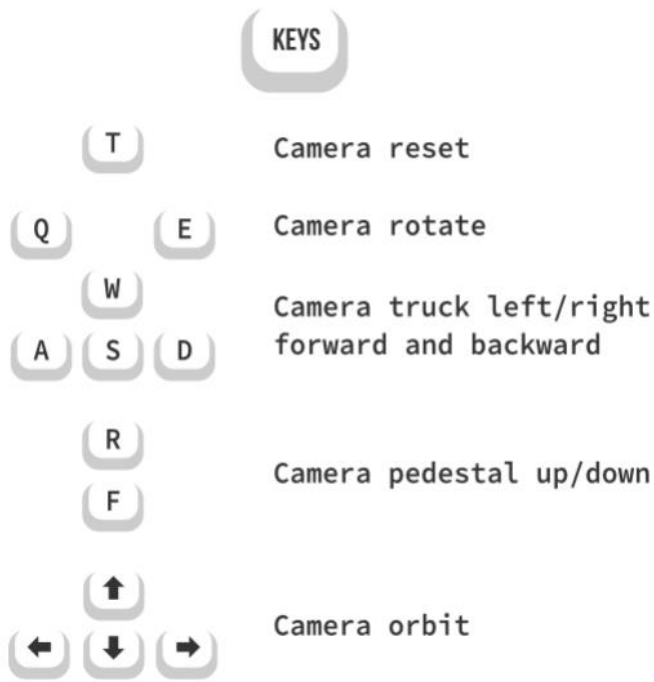 KEYS
T Camera reset
Q E Camera rotate
W
Camera truck left/right
A S D forward and backward
R
Camera pedestal up/down
F
⬆
Camera orbit
⬅ ⬇ ➡